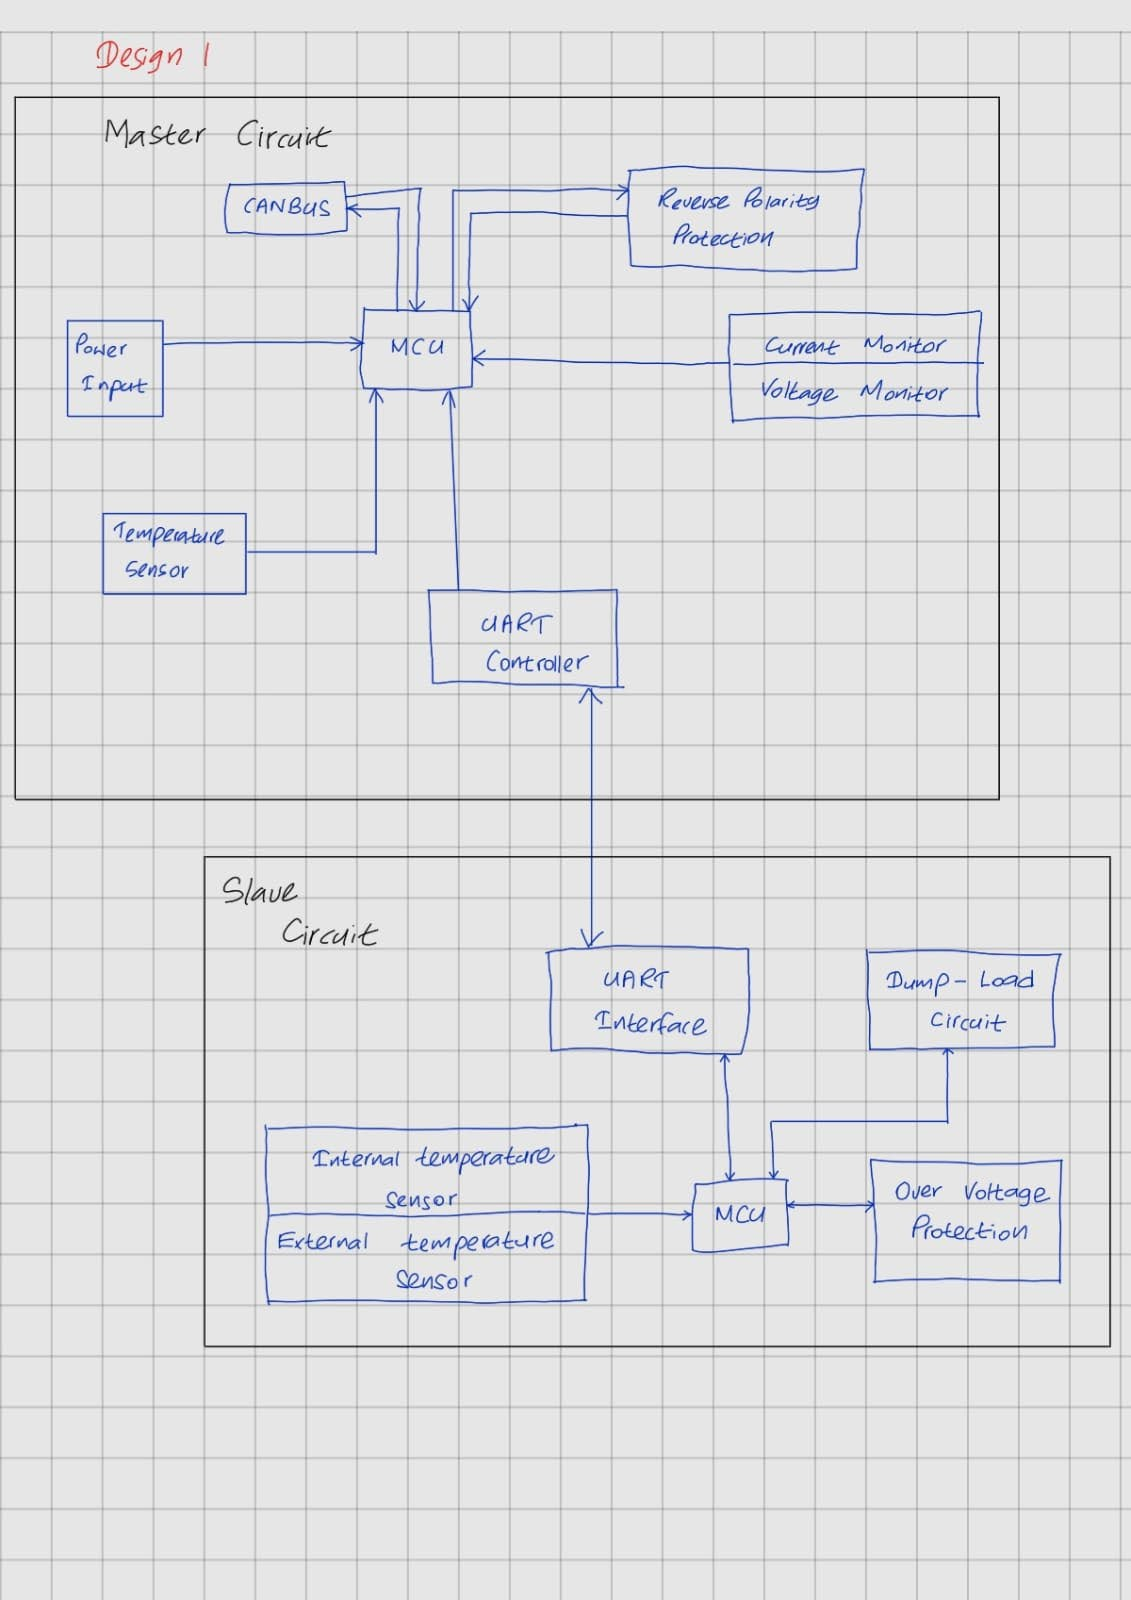 Design 1
Master Circuit
CANBUS
Reverse Polarity
Protection
Power
Input
MCU
Current Monitor
Voltage Monitor
Temperature
Sensor
UART
Controller
Slave
Circuit
UART
Interface
Dump-Load
Circuit
Internal temperature
sensor
External temperature
sensor
MCU
Over Voltage
Protection